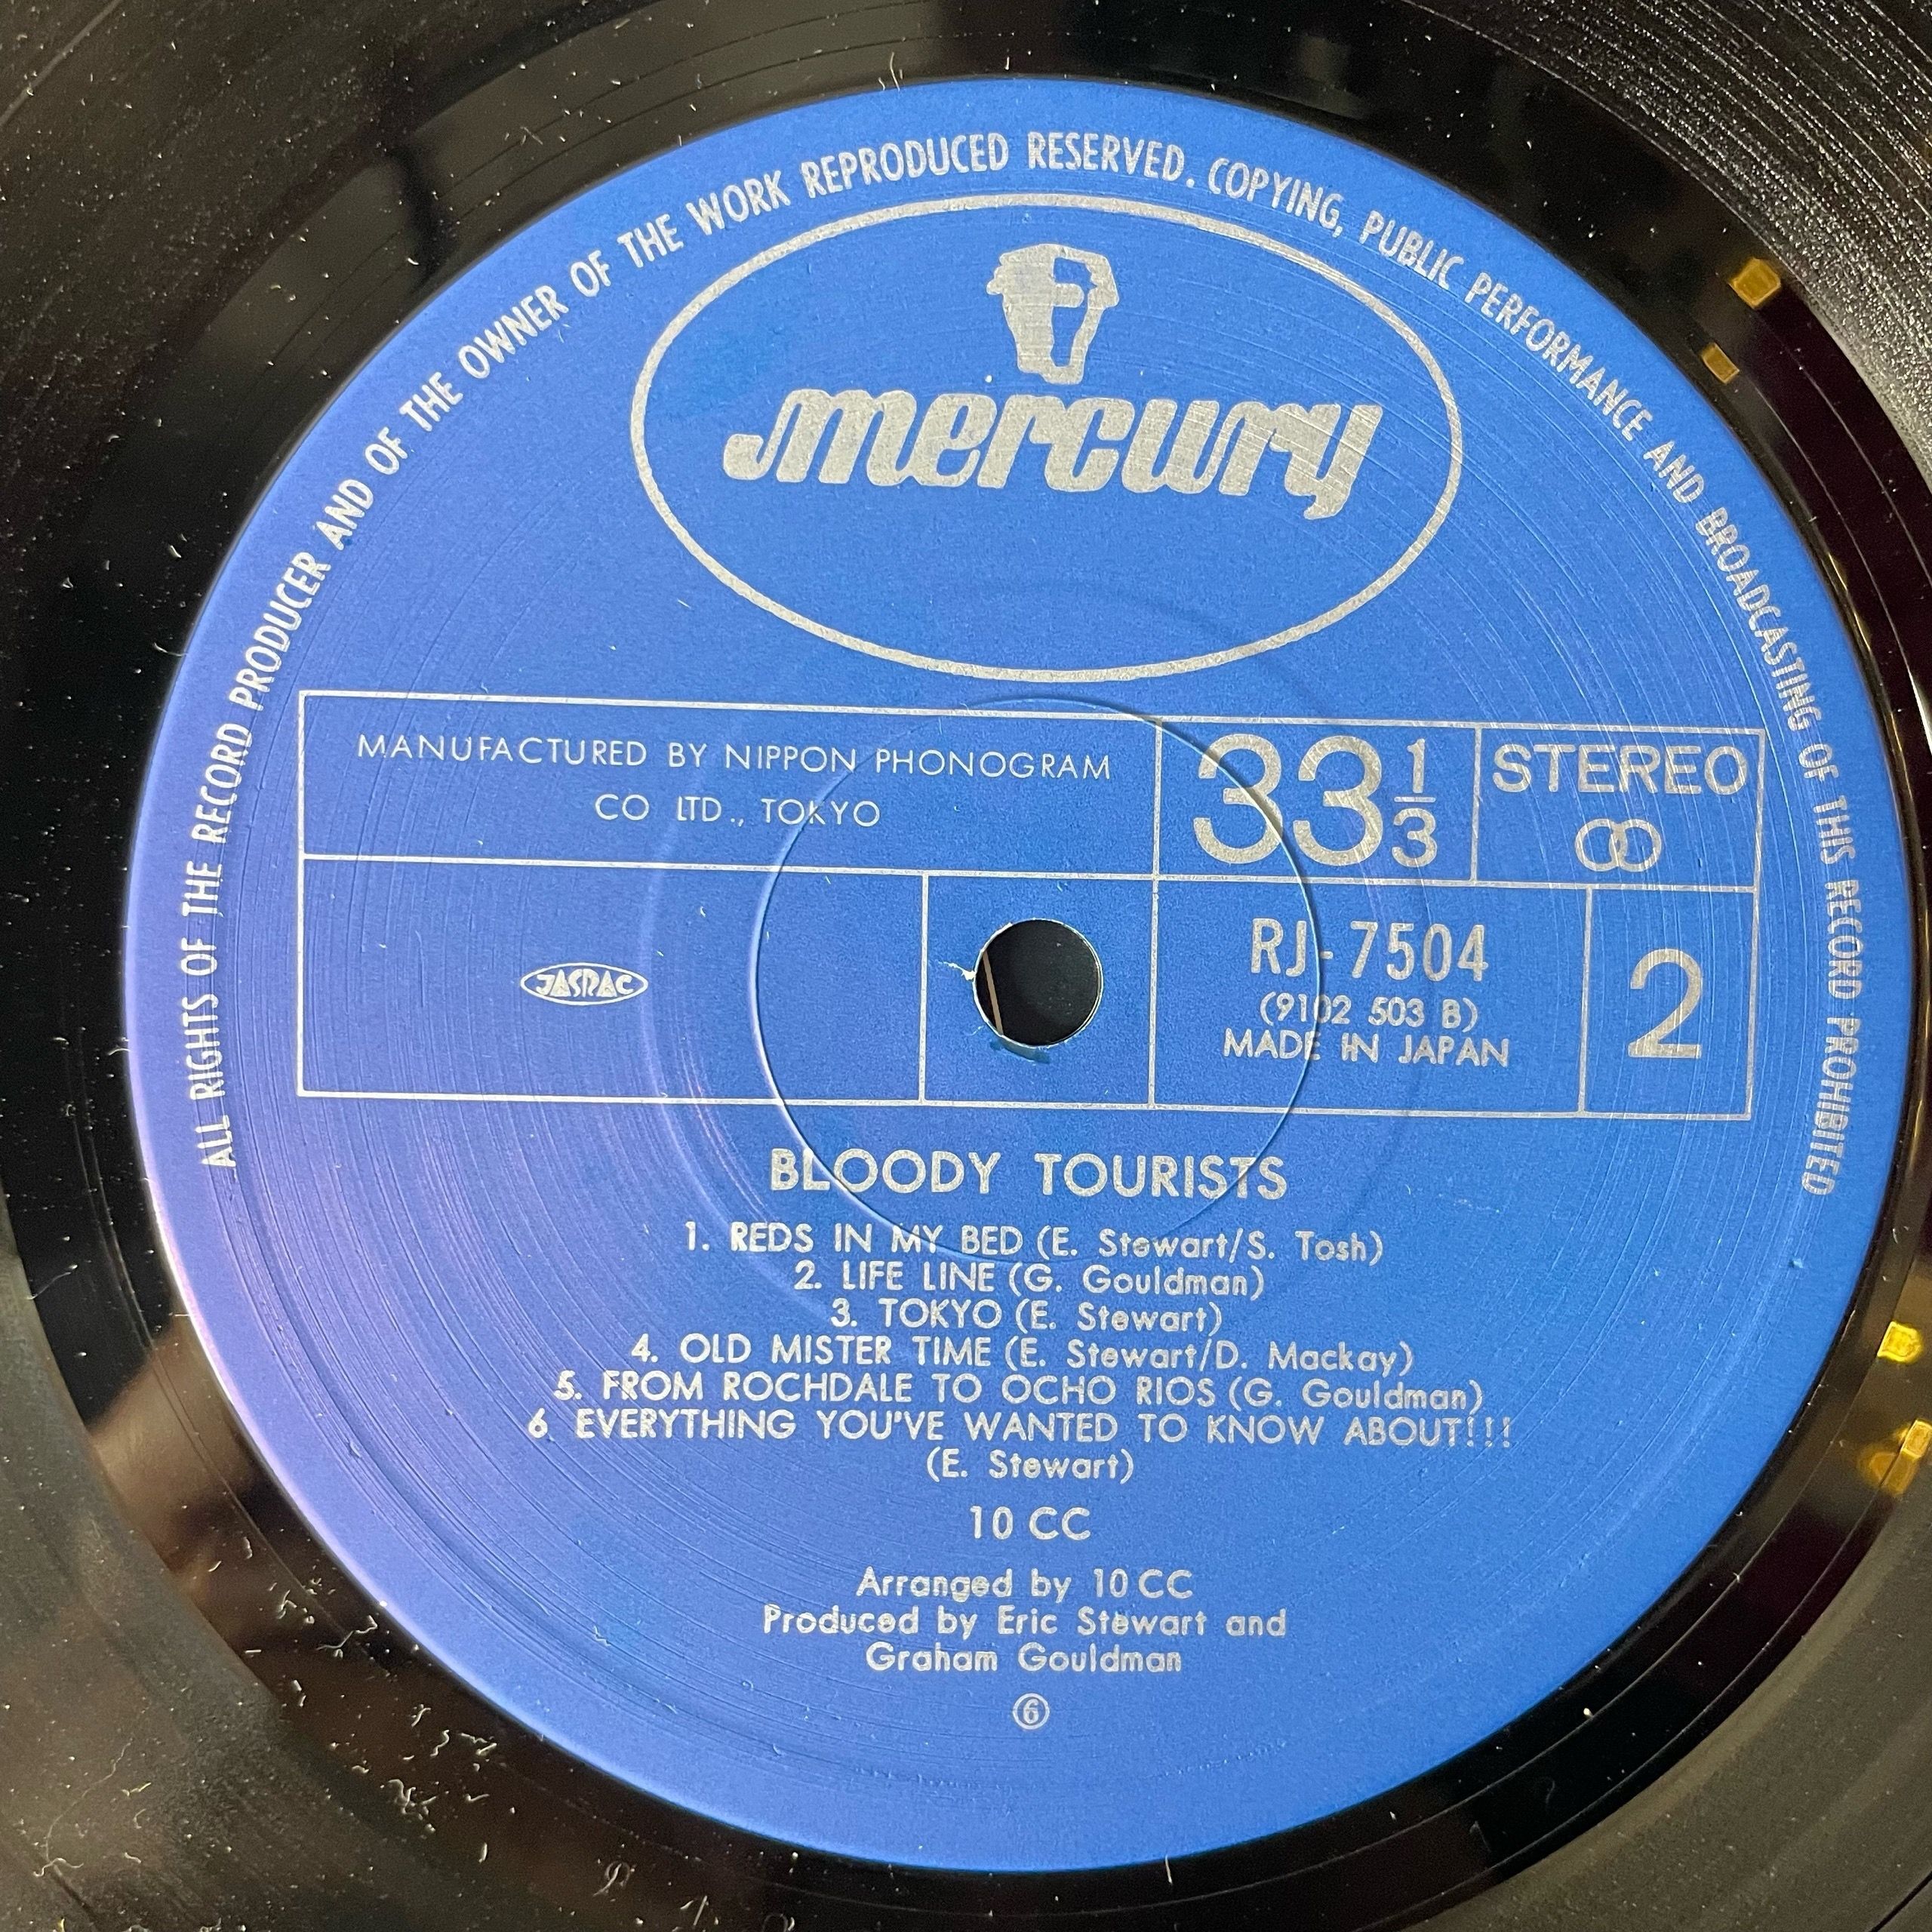 ALL RIGHTS OF THE RECORD PRODUCER AND OF THE OWNER OF THE WORK REPRODUCED RESERVED. COPYING, PUBLIC PERFORMANCE AND BROADCASTING OF THIS RECORD PROHIBITED
mercury
MANUFACTURED BY NIPPON PHONOGRAM
CO LTD., TOKYO
33 1/3
STEREO
JASRAC
RJ-7504
(9102 503 B)
MADE IN JAPAN
2
BLOODY TOURISTS
1. REDS IN MY BED (E. Stewart/S. Tosh)
2. LIFE LINE (G. Gouldman)
3. TOKYO (E. Stewart)
4. OLD MISTER TIME (E. Stewart/D. Mackay)
5. FROM ROCHDALE TO OCHO RIOS (G. Gouldman)
6 EVERYTHING YOU'VE WANTED TO KNOW ABOUT!!!
(E. Stewart)
10 CC
Arranged by 10 CC
Produced by Eric Stewart and
Graham Gouldman
⑥